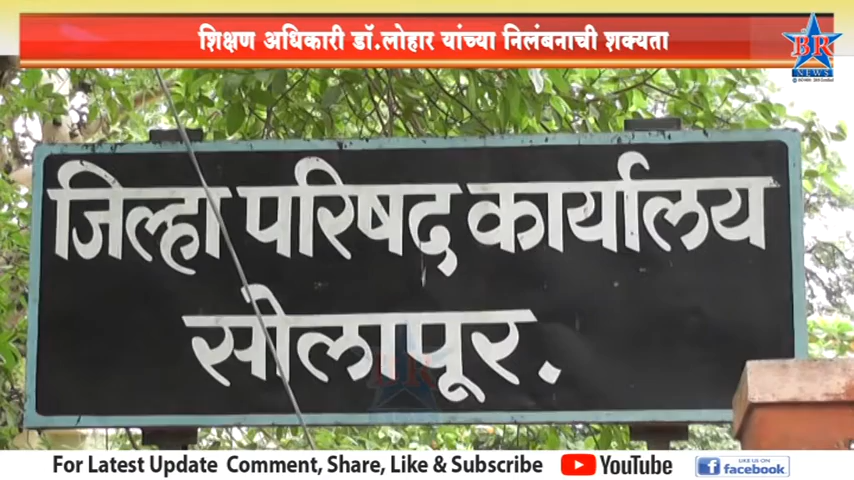 शिक्षण अधिकारी डॉ.लोहार यांच्या निलंबनाची शक्यता
BR
NEWS
जिल्हा परिषद कार्यालय
सोलापूर.
BR
For Latest Update Comment, Share, Like & Subscribe YouTube LIKE US ON facebook